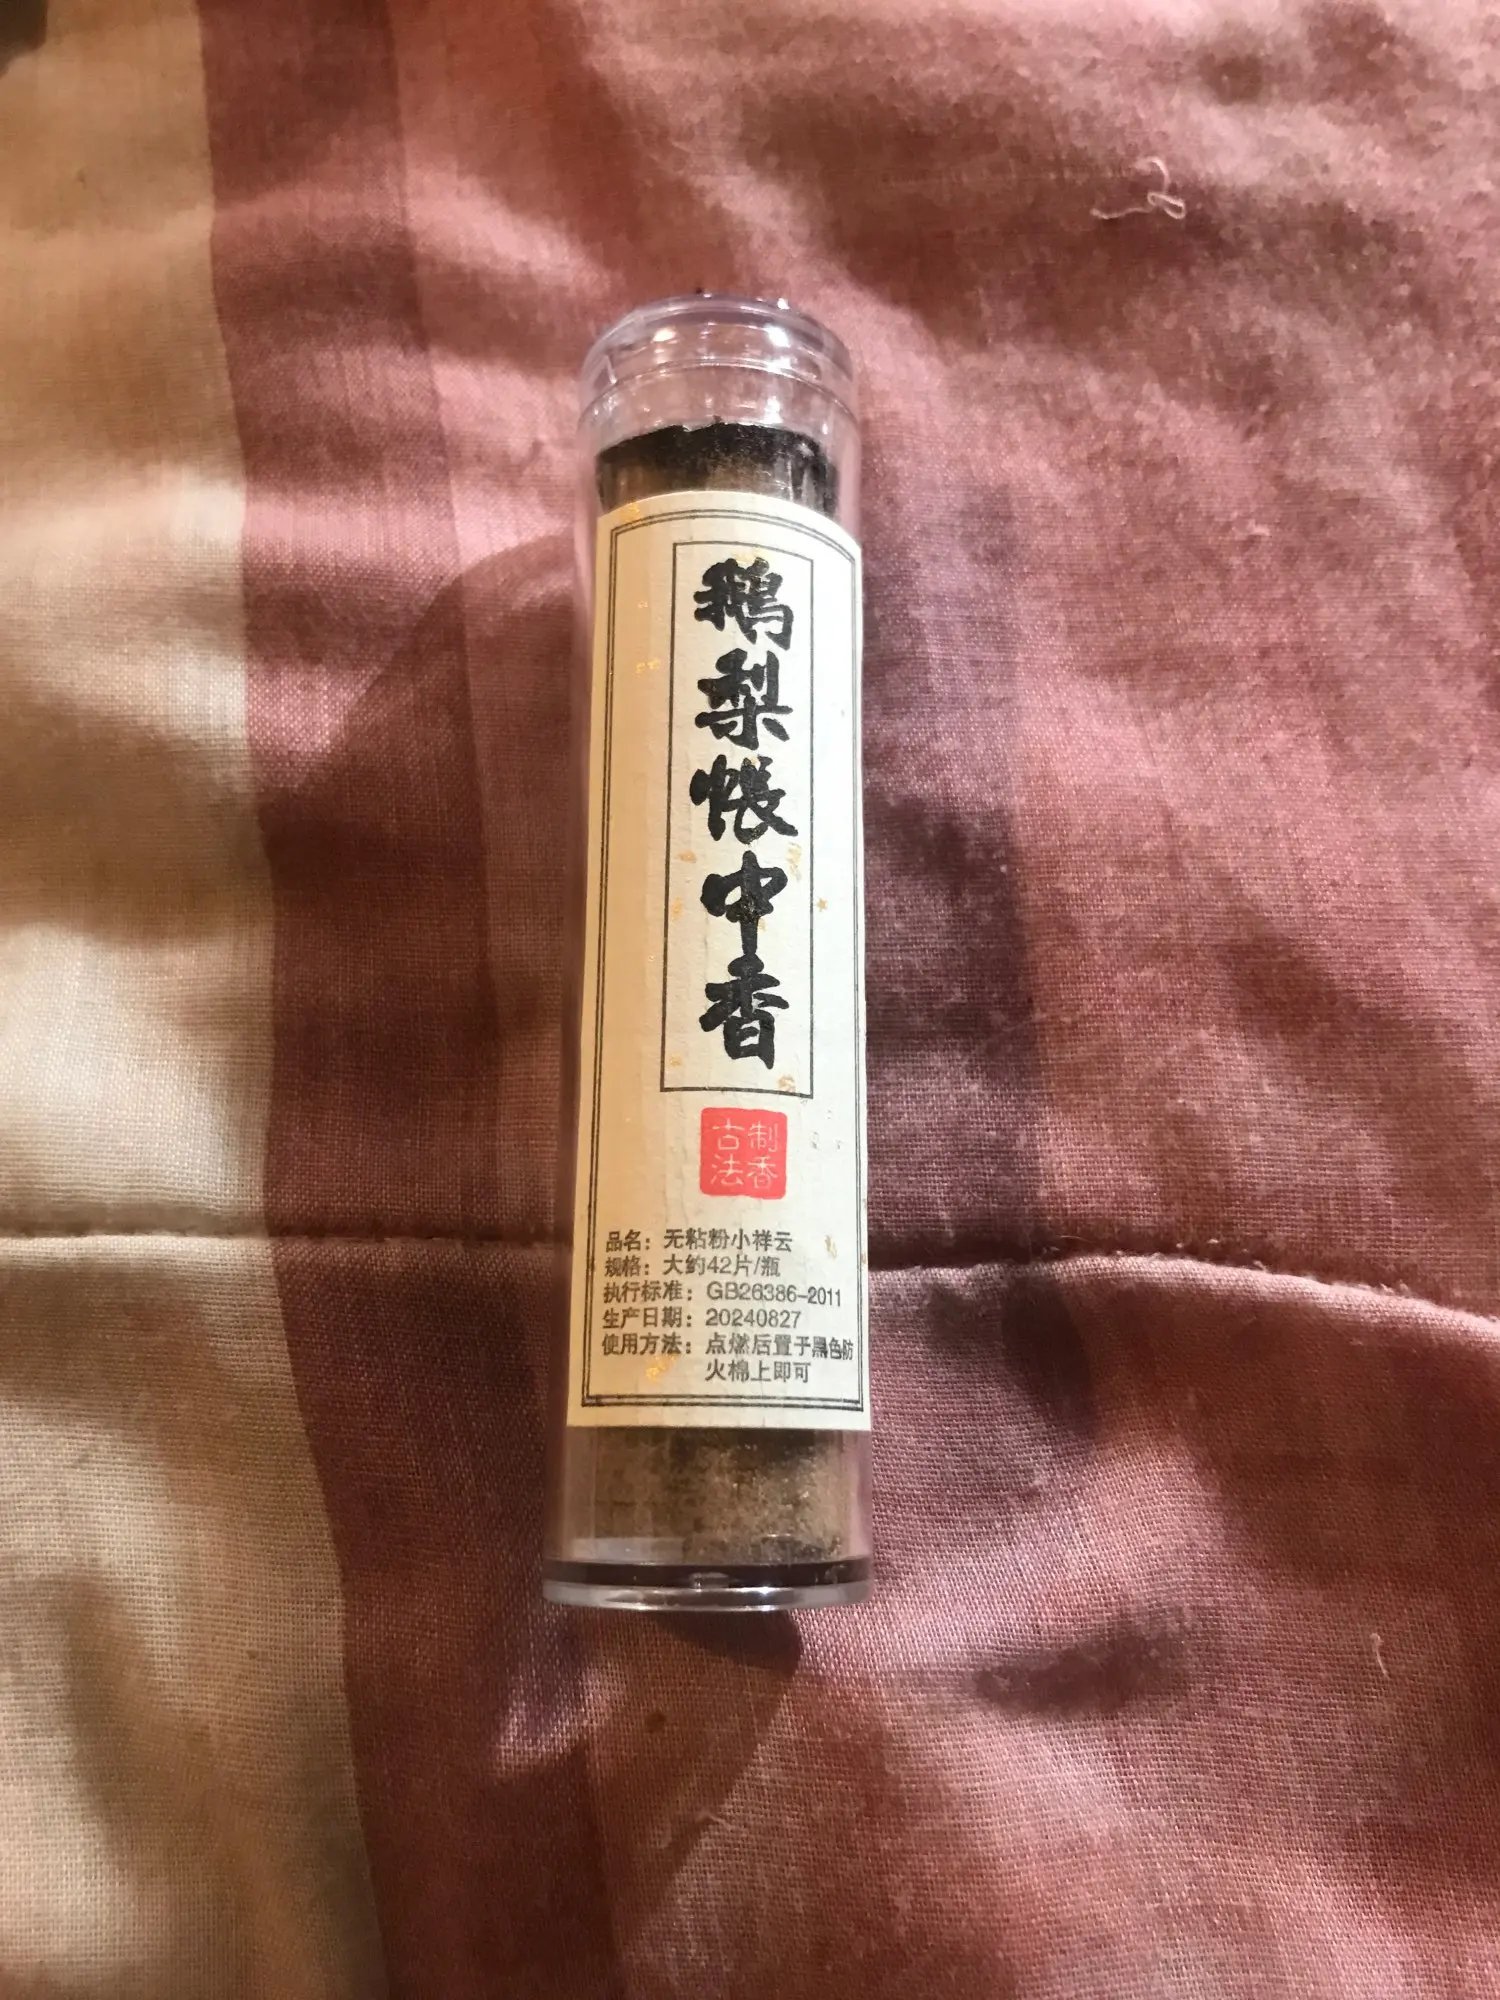 鹅梨帐中香
古法
制香
品名：无粘粉小祥云
规格：大约42片/瓶
执行标准：GB26386-2011
生产日期：20240827
使用方法：点燃后置于黑色防
火棉上即可